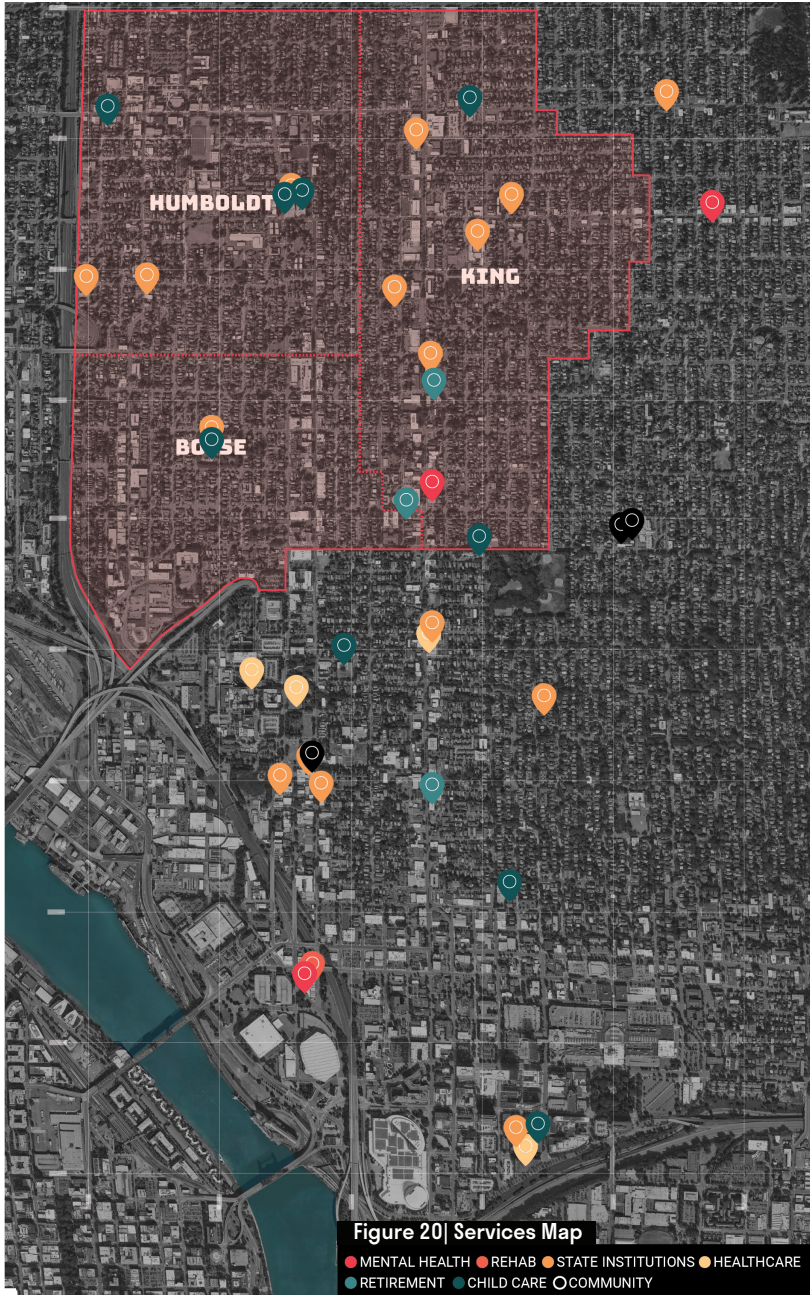 HUMBOLDT
KING
BOISE
Figure 20| Services Map
MENTAL HEALTH REHAB STATE INSTITUTIONS HEALTHCARE
RETIREMENT CHILD CARE COMMUNITY